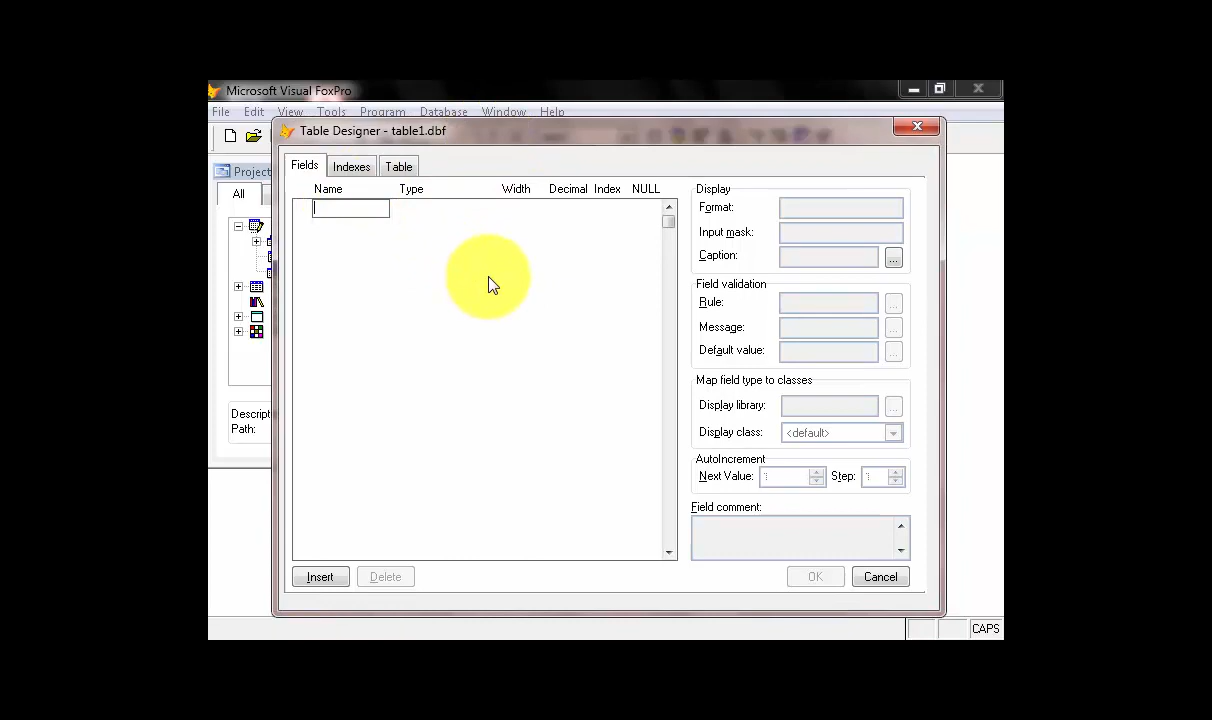 Microsoft Visual FoxPro
File Edit View Tools Program Database Window Help
Table Designer - table1.dbf
Project
All
Descript
Path:
Fields Indexes Table
Name Type Width Decimal Index NULL
Display
Format:
Input mask:
Caption: ...
Field validation
Rule: ...
Message: ...
Default value: ...
Map field type to classes
Display library: ...
Display class: <default>
AutoIncrement
Next Value: 1 Step: 1
Field comment:
Insert Delete OK Cancel
CAPS